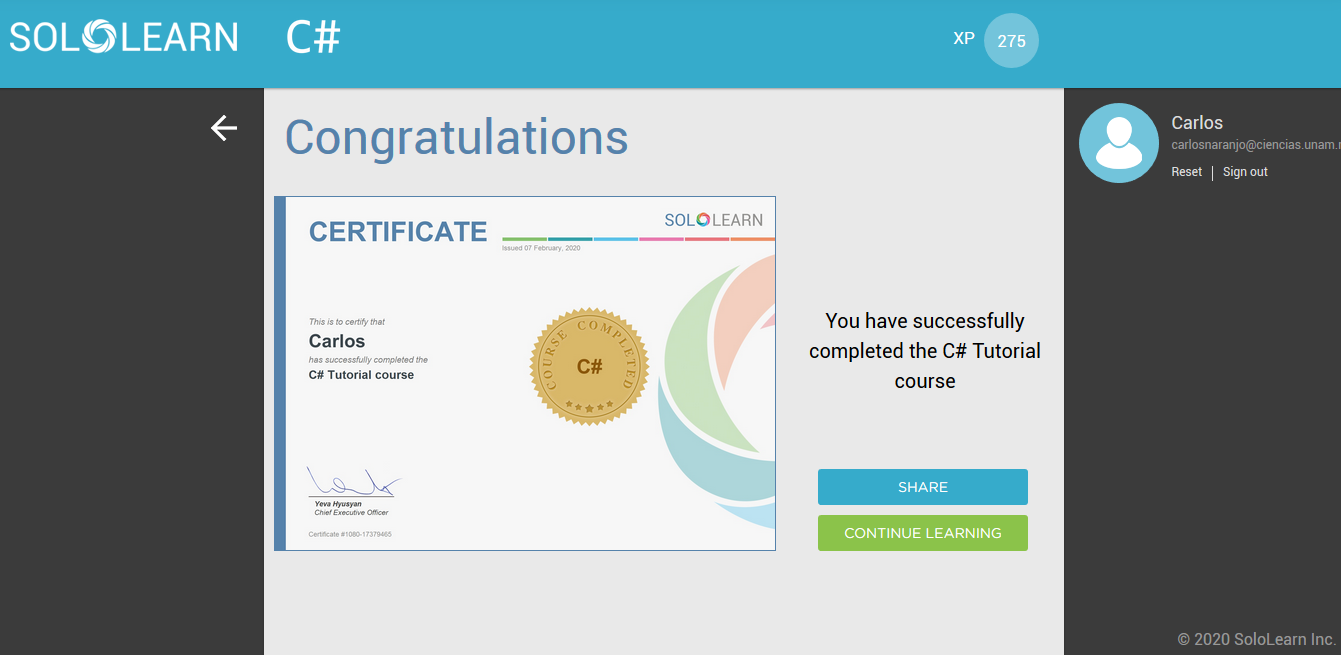 SOLOLEARN C# XP 275
Congratulations
Carlos
carlosnaranjo@ciencias.unam.
Reset | Sign out
CERTIFICATE
SOLOLEARN
Issued 07 February, 2020
This is to certify that
Carlos
has successfully completed the
C# Tutorial course
COURSE COMPLETED
C#
Yeva Hyusyan
Chief Executive Officer
Certificate #1080-17379465
You have successfully
completed the C# Tutorial
course
SHARE
CONTINUE LEARNING
© 2020 SoloLearn Inc.